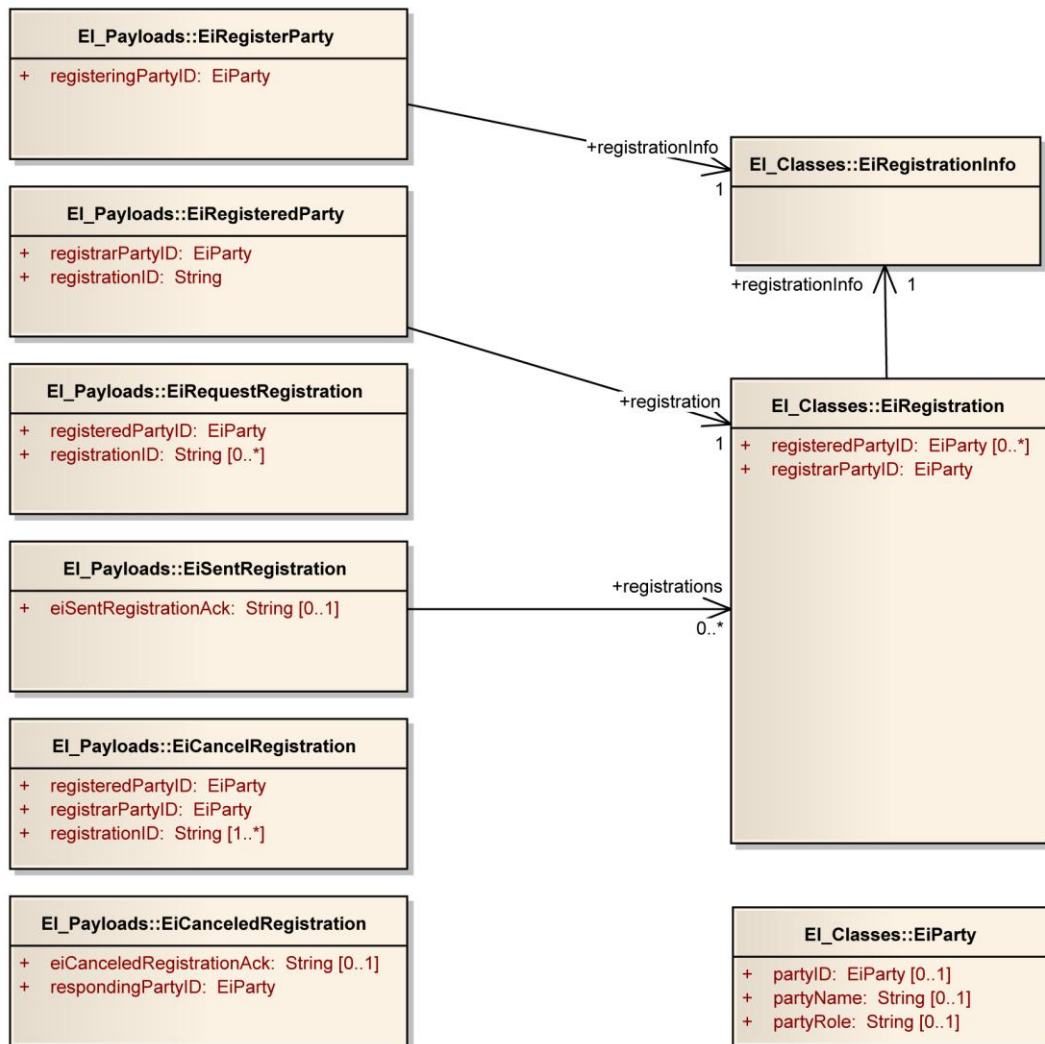 EI_Payloads::EiRegisterParty
+ registeringPartyID: EiParty
+registrationInfo
1
EI_Classes::EiRegistrationInfo
EI_Payloads::EiRegisteredParty
+ registrarPartyID: EiParty
+ registrationID: String
+registrationInfo
1
EI_Payloads::EiRequestRegistration
+ registeredPartyID: EiParty
+ registrationID: String [0..*]
+registration
1
EI_Classes::EiRegistration
+ registeredPartyID: EiParty [0..*]
+ registrarPartyID: EiParty
EI_Payloads::EiSentRegistration
+ eiSentRegistrationAck: String [0..1]
+registrations
0..*
EI_Payloads::EiCancelRegistration
+ registeredPartyID: EiParty
+ registrarPartyID: EiParty
+ registrationID: String [1..*]
EI_Payloads::EiCanceledRegistration
+ eiCanceledRegistrationAck: String [0..1]
+ respondingPartyID: EiParty
EI_Classes::EiParty
+ partyID: EiParty [0..1]
+ partyName: String [0..1]
+ partyRole: String [0..1]